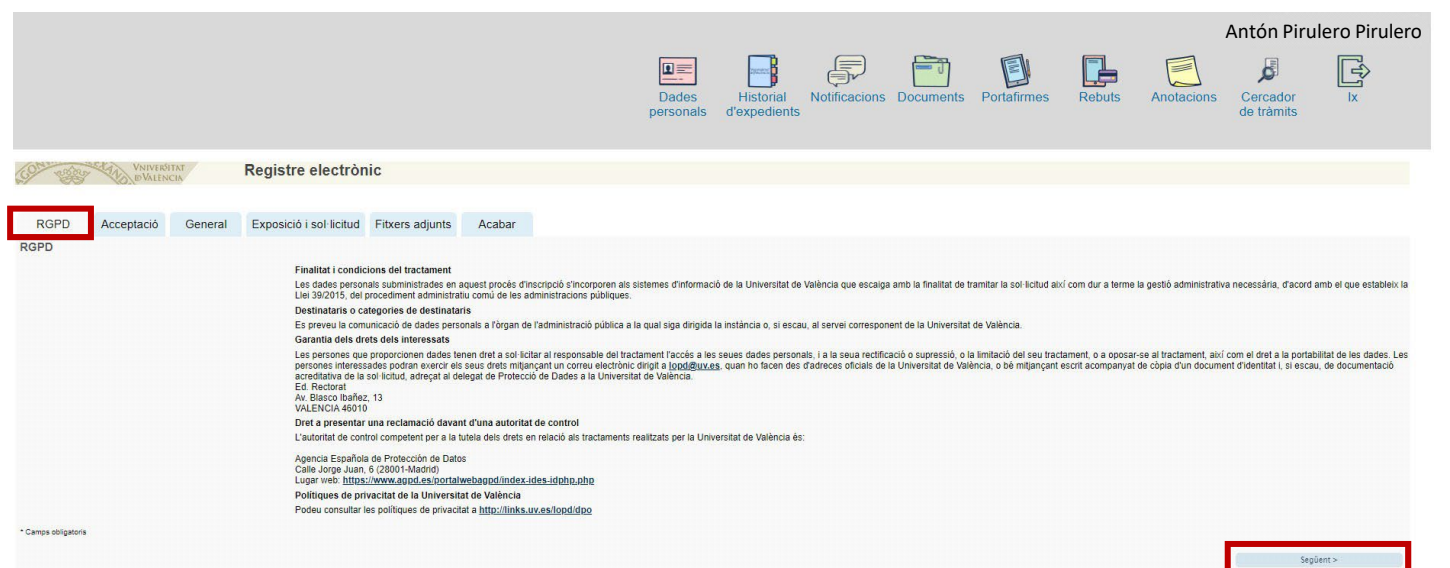 Antón Pirulero Pirulero
Dades personals
Historial d'expedients
Notificacions
Documents
Portafirmes
Rebuts
Anotacions
Cercador de tràmits
Ix
VNIVERSITAT
D'VALÈNCIA
Registre electrònic
RGPD
Acceptació
General
Exposició i sol·licitud
Fitxers adjunts
Acabar
RGPD
Finalitat i condicions del tractament
Les dades personals subministrades en aquest procés d'inscripció s'incorporen als sistemes d'informació de la Universitat de València que escaiga amb la finalitat de tramitar la sol·licitud així com dur a terme la gestió administrativa necessária, d'acord amb el que estableix la
Llei 39/2015, del procediment administratiu comú de les administracions públiques.
Destinataris o categories de destinataris
Es preveu la comunicació de dades personals a l'òrgan de l'administració pública a la qual siga dirigida la instància o, si escau, al servei corresponent de la Universitat de València.
Garantia dels drets dels interessats
Les persones que proporcionen dades tenen dret a sol·licitar al responsable del tractament l'accés a les seues dades personals, i a la seua rectificació o supressió, o la limitació del seu tractament, o a oposar-se al tractament, així com el dret a la portabilitat de les dades. Les
persones interessades podran exercir els seus drets mitjançant un correu electrònic dirigit a lopd@uv.es, quan ho facen des d'adreces oficials de la Universitat de València, o bé mitjançant escrit acompanyat de còpia d'un document d'identitat i, si escau, de documentació
acreditativa de la sol·licitud, adreçat al delegat de Protecció de Dades a la Universitat de València.
Ed. Rectorat
Av. Blasco Ibañez, 13
VALENCIA 46010
Dret a presentar una reclamació davant d'una autoritat de control
L'autoritat de control competent per a la tutela dels drets en relació als tractaments realitzats per la Universitat de València és:
Agencia Española de Protección de Datos
Calle Jorge Juan, 6 (28001-Madrid)
Lugar web: https://www.agpd.es/portalwebagpd/index-ides-idphp.php
Polítiques de privacitat de la Universitat de València
Podeu consultar les polítiques de privacitat a http://links.uv.es/lopd/dpo
* Camps obligatoris
Següent >